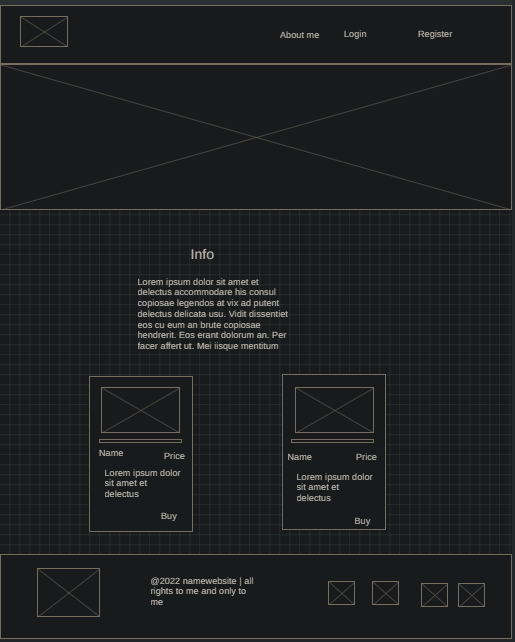 About me Login Register
Info
Lorem ipsum dolor sit amet et
delectus accommodare his consul
copiosae legendos at vix ad putent
delectus delicata usu. Vidit dissentiet
eos cu eum an brute copiosae
hendrerit. Eos erant dolorum an. Per
facer affert ut. Mei iisque mentitum
Name Price
Lorem ipsum dolor
sit amet et
delectus
Buy
Name Price
Lorem ipsum dolor
sit amet et
delectus
Buy
@2022 namewebsite | all
rights to me and only to
me